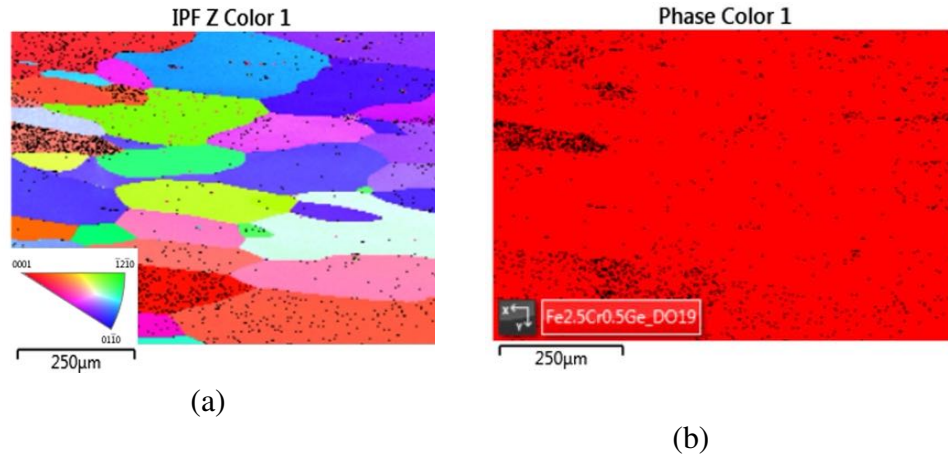 IPF Z Color 1
0001
1̅21̅0
011̅0
250μm
(a)
Phase Color 1
X
Y
Fe2.5Cr0.5Ge_DO19
250μm
(b)